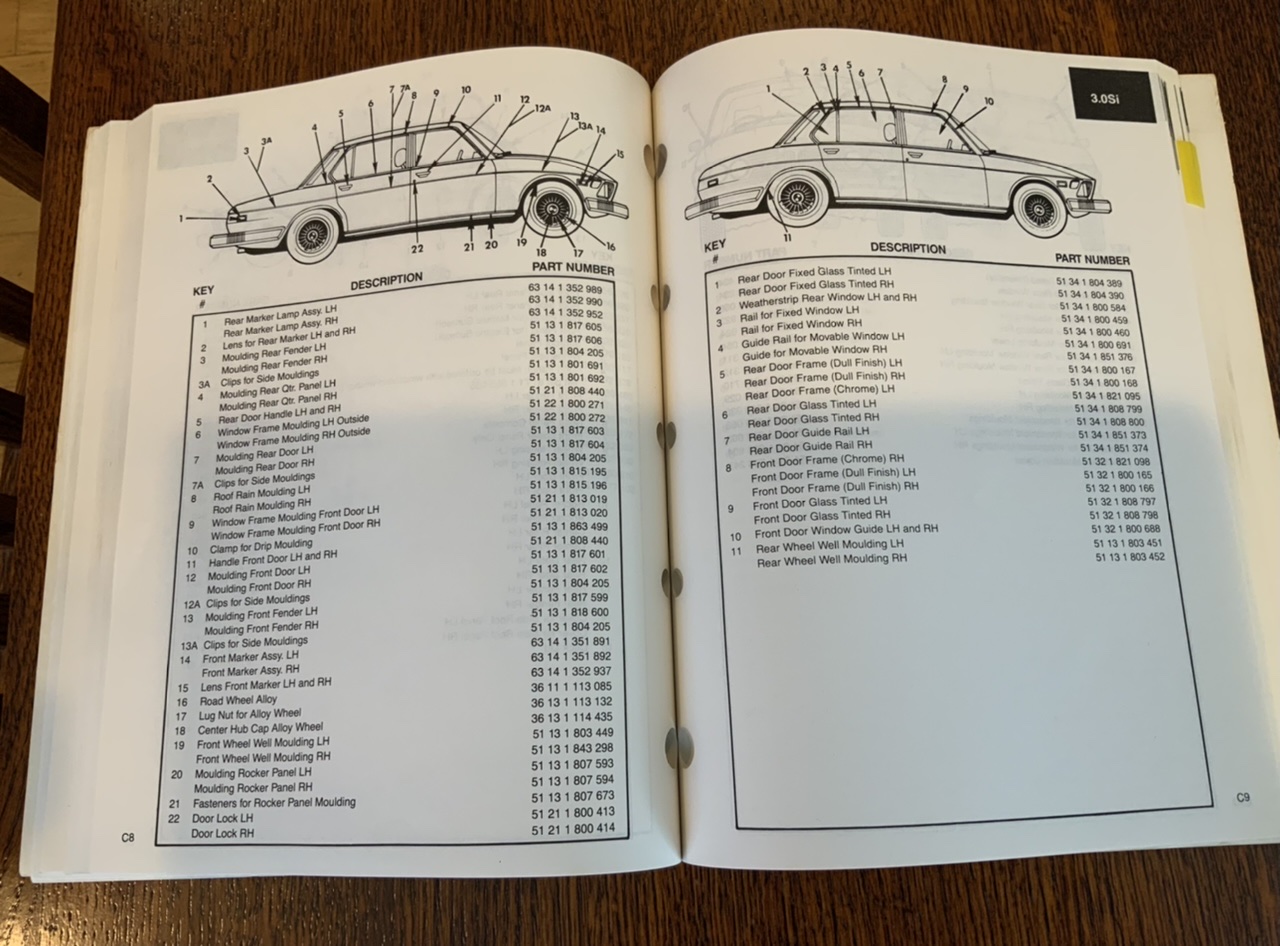 1 2 3 3A 4 5 6 7 7A 8 9 10 11 12 12A 13 13A 14 15
22 21 20 19 18 17 16
KEY # DESCRIPTION PART NUMBER
1 Rear Marker Lamp Assy. LH 63 14 1 352 989
Rear Marker Lamp Assy. RH 63 14 1 352 990
2 Lens for Rear Marker LH and RH 63 14 1 352 952
3 Moulding Rear Fender LH 51 13 1 817 605
Moulding Rear Fender RH 51 13 1 817 606
3A Clips for Side Mouldings 51 13 1 804 205
4 Moulding Rear Qtr. Panel LH 51 13 1 801 691
Moulding Rear Qtr. Panel RH 51 13 1 801 692
5 Rear Door Handle LH and RH 51 21 1 808 440
6 Window Frame Moulding LH Outside 51 22 1 800 271
Window Frame Moulding RH Outside 51 22 1 800 272
7 Moulding Rear Door LH 51 13 1 817 603
Moulding Rear Door RH 51 13 1 817 604
7A Clips for Side Mouldings 51 13 1 804 205
8 Roof Rain Moulding LH 51 13 1 815 195
Roof Rain Moulding RH 51 13 1 815 196
9 Window Frame Moulding Front Door LH 51 21 1 813 019
Window Frame Moulding Front Door RH 51 21 1 813 020
10 Clamp for Drip Moulding 51 13 1 863 499
11 Handle Front Door LH and RH 51 21 1 808 440
12 Moulding Front Door LH 51 13 1 817 601
Moulding Front Door RH 51 13 1 817 602
12A Clips for Side Mouldings 51 13 1 804 205
13 Moulding Front Fender LH 51 13 1 817 599
Moulding Front Fender RH 51 13 1 818 600
13A Clips for Side Mouldings 51 13 1 804 205
14 Front Marker Assy. LH 63 14 1 351 891
Front Marker Assy. RH 63 14 1 351 892
15 Lens Front Marker LH and RH 63 14 1 352 937
16 Road Wheel Alloy 36 11 1 113 085
17 Lug Nut for Alloy Wheel 36 13 1 113 132
18 Center Hub Cap Alloy Wheel 36 13 1 114 435
19 Front Wheel Well Moulding LH 51 13 1 803 449
Front Wheel Well Moulding RH 51 13 1 843 298
20 Moulding Rocker Panel LH 51 13 1 807 593
Moulding Rocker Panel RH 51 13 1 807 594
21 Fasteners for Rocker Panel Moulding 51 13 1 807 673
22 Door Lock LH 51 21 1 800 413
Door Lock RH 51 21 1 800 414
C8
3.0Si
1 2 3 4 5 6 7 8 9 10
11
KEY # DESCRIPTION PART NUMBER
1 Rear Door Fixed Glass Tinted LH 51 34 1 804 389
Rear Door Fixed Glass Tinted RH 51 34 1 804 390
2 Weatherstrip Rear Window LH and RH 51 34 1 800 584
3 Rail for Fixed Window LH 51 34 1 800 459
Rail for Fixed Window RH 51 34 1 800 460
4 Guide Rail for Movable Window LH 51 34 1 800 691
Guide for Movable Window RH 51 34 1 851 376
5 Rear Door Frame (Dull Finish) LH 51 34 1 800 167
Rear Door Frame (Dull Finish) RH 51 34 1 800 168
Rear Door Frame (Chrome) LH 51 34 1 821 095
6 Rear Door Glass Tinted LH 51 34 1 808 799
Rear Door Glass Tinted RH 51 34 1 808 800
7 Rear Door Guide Rail LH 51 34 1 851 373
Rear Door Guide Rail RH 51 34 1 851 374
8 Front Door Frame (Chrome) RH 51 32 1 821 098
Front Door Frame (Dull Finish) LH 51 32 1 800 165
Front Door Frame (Dull Finish) RH 51 32 1 800 166
9 Front Door Glass Tinted LH 51 32 1 808 797
Front Door Glass Tinted RH 51 32 1 808 798
10 Front Door Window Guide LH and RH 51 32 1 800 688
11 Rear Wheel Well Moulding LH 51 13 1 803 451
Rear Wheel Well Moulding RH 51 13 1 803 452
C9